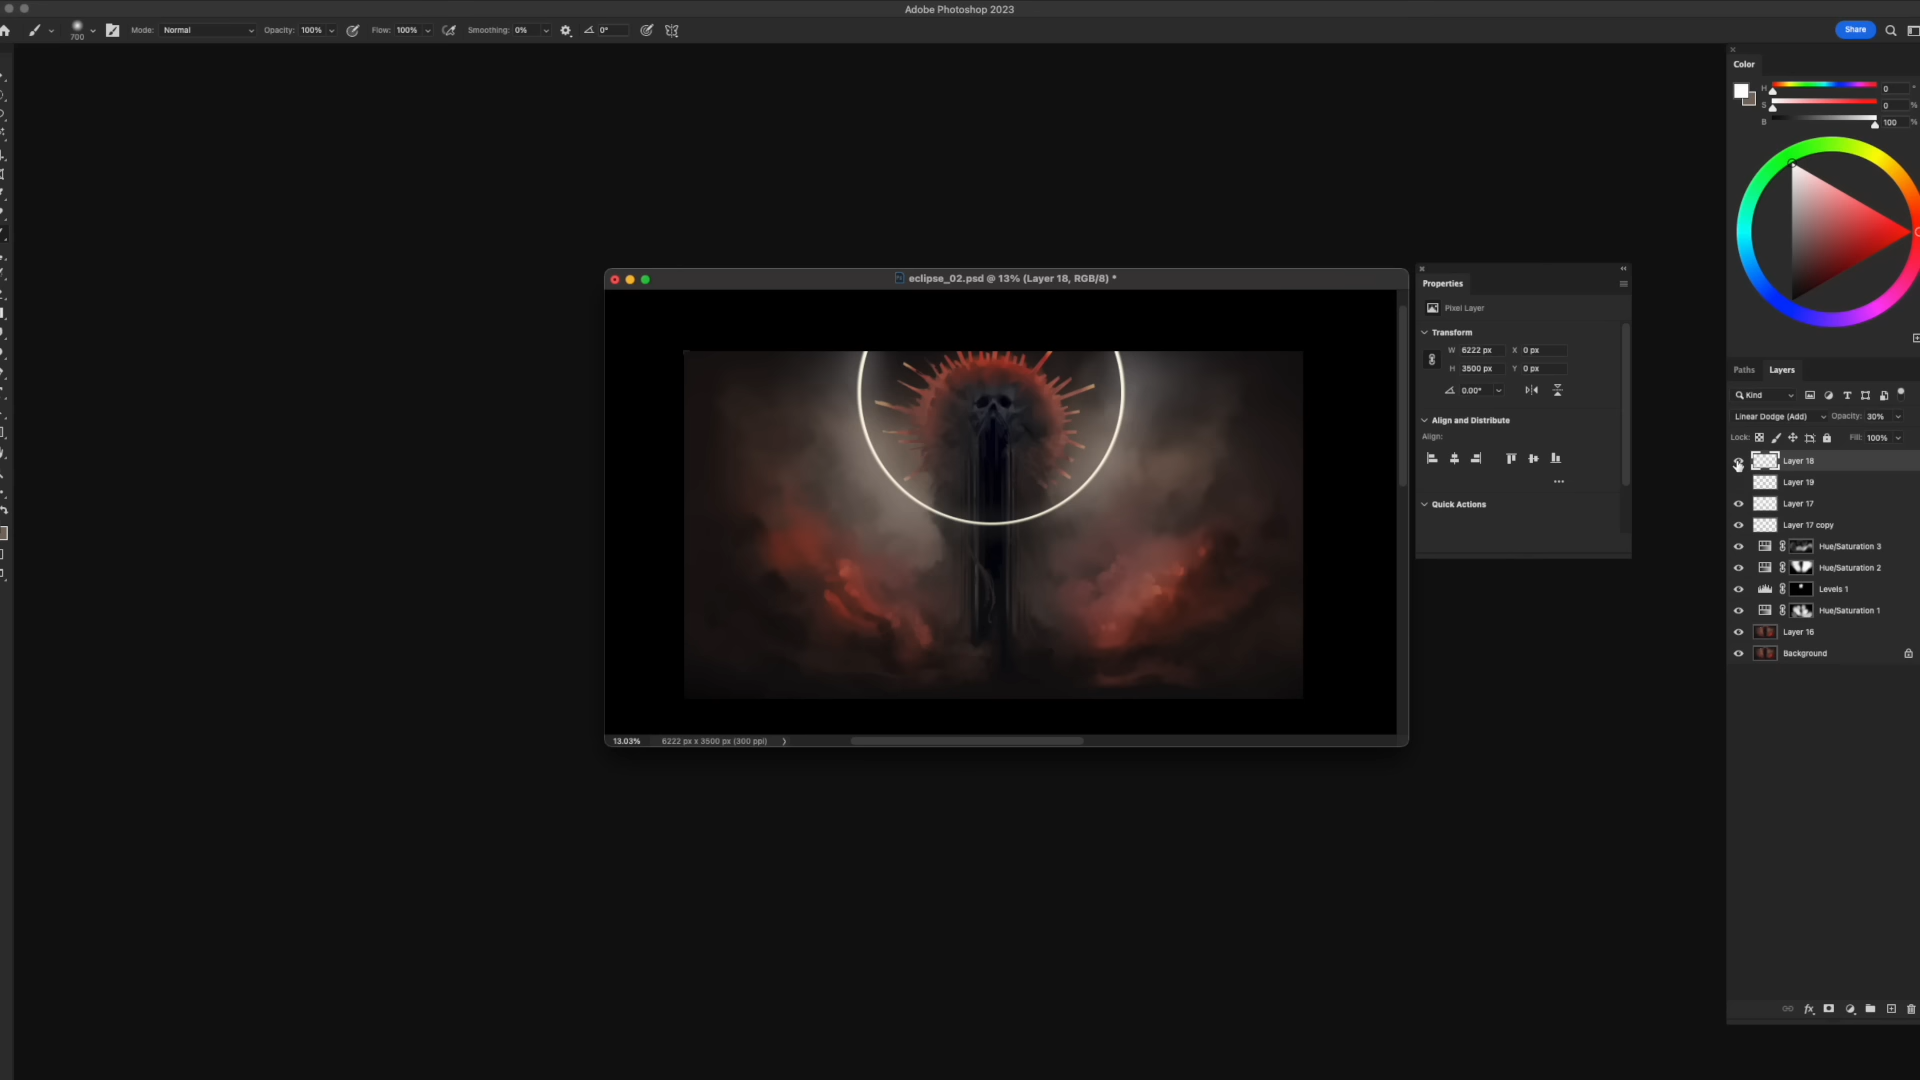 Adobe Photoshop 2023
700 Mode: Normal Opacity: 100% Flow: 100% Smoothing: 0% 0° Share
Color
H 0 °
S 0 %
B 100 %
eclipse_02.psd @ 13% (Layer 18, RGB/8) *
Properties
Pixel Layer
Transform
W 6222 px X 0 px
H 3500 px Y 0 px
0.00°
Align and Distribute
Align:
Quick Actions
13.03% 6222 px x 3500 px (300 ppi)
Paths Layers
Kind
Linear Dodge (Add) Opacity: 30%
Lock: Fill: 100%
Layer 18
Layer 19
Layer 17
Layer 17 copy
Hue/Saturation 3
Hue/Saturation 2
Levels 1
Hue/Saturation 1
Layer 16
Background
fx